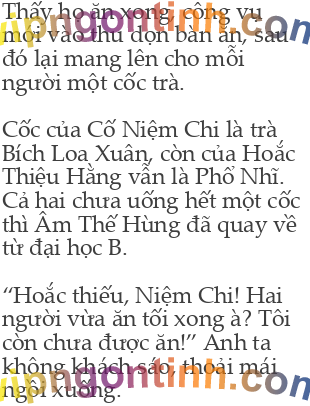 Thấy họ ăn xong, công vụ
mới vào thu dọn bàn ăn, sau
đó lại mang lên cho mỗi
người một cốc trà.
Cốc của Cố Niệm Chi là trà
Bích Loa Xuân, còn của Hoắc
Thiệu Hằng vẫn là Phổ Nhĩ.
Cả hai chưa uống hết một cốc
thì Âm Thế Hùng đã quay về
từ đại học B.
“Hoắc thiếu, Niệm Chi! Hai
người vừa ăn tối xong à? Tôi
còn chưa được ăn!” Anh ta
không khách sáo, thoải mái
ngồi xuống.
vipngontinh.com
vipngontinh.com